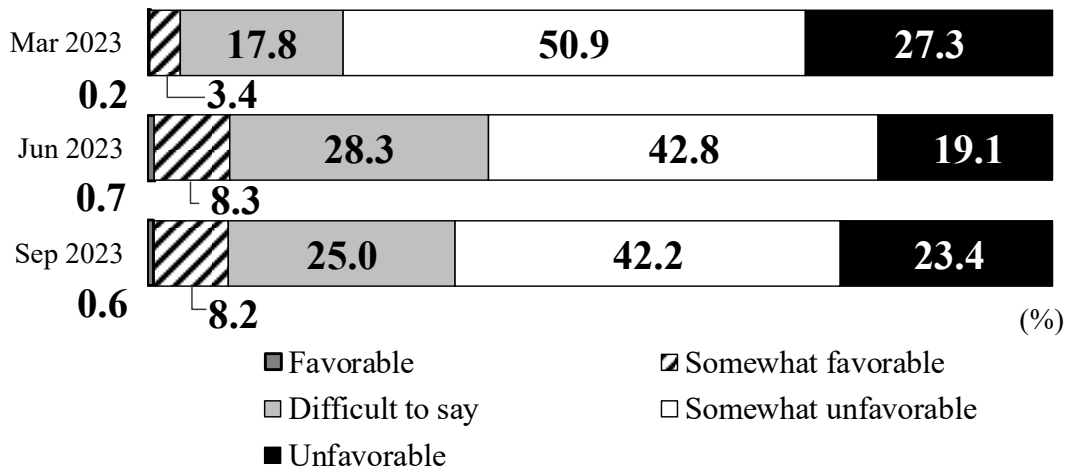 Mar 2023 17.8 50.9 27.3
0.2 3.4
Jun 2023 28.3 42.8 19.1
0.7 8.3
Sep 2023 25.0 42.2 23.4
0.6 8.2
(%)
Favorable Somewhat favorable
Difficult to say Somewhat unfavorable
Unfavorable